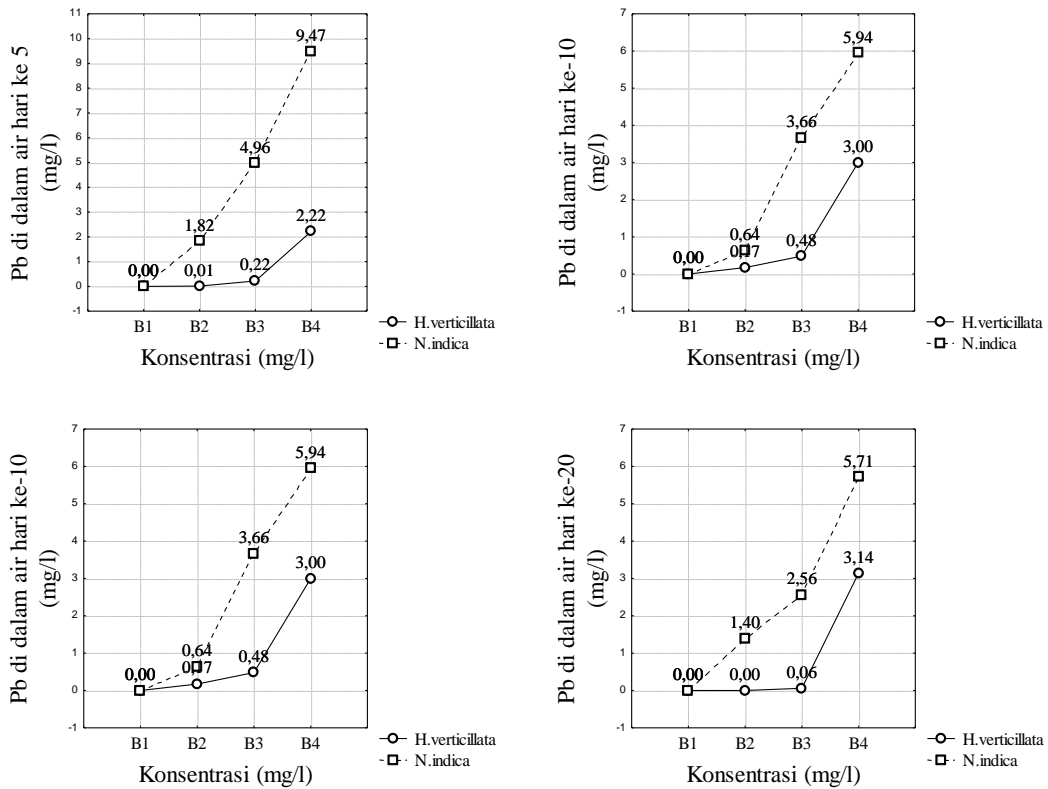 Pb di dalam air hari ke 5
(mg/l)
11
10
9
8
7
6
5
4
3
2
1
0
-1
0,00
1,82
4,96
9,47
0,01
0,22
2,22
B1 B2 B3 B4
Konsentrasi (mg/l)
H.verticillata
N.indica
Pb di dalam air hari ke-10
(mg/l)
7
6
5
4
3
2
1
0
-1
0,00
0,64
3,66
5,94
0,17
0,48
3,00
B1 B2 B3 B4
Konsentrasi (mg/l)
H.verticillata
N.indica
Pb di dalam air hari ke-10
(mg/l)
7
6
5
4
3
2
1
0
-1
0,00
0,64
3,66
5,94
0,17
0,48
3,00
B1 B2 B3 B4
Konsentrasi (mg/l)
H.verticillata
N.indica
Pb di dalam air hari ke-20
(mg/l)
7
6
5
4
3
2
1
0
-1
0,00
1,40
2,56
5,71
0,00
0,06
3,14
B1 B2 B3 B4
Konsentrasi (mg/l)
H.verticillata
N.indica